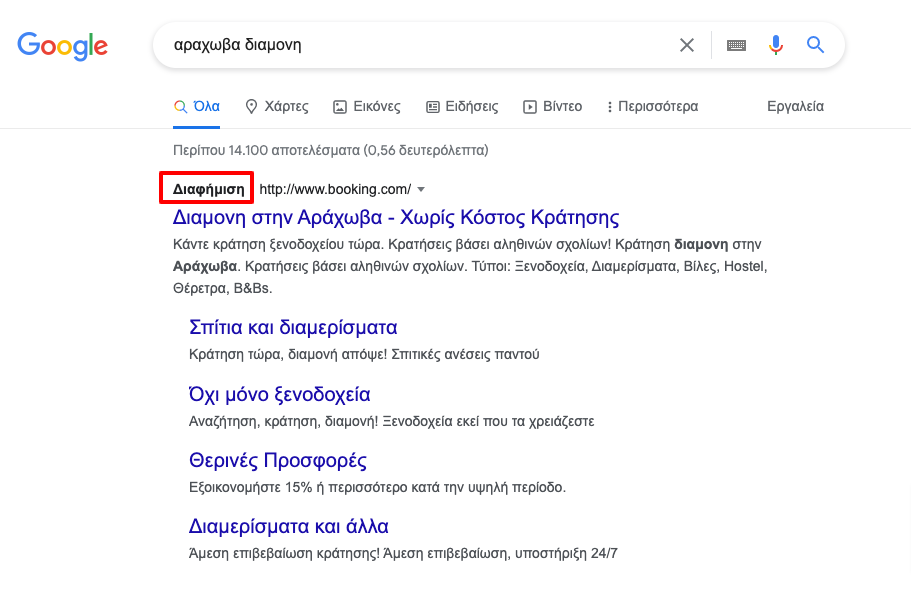 Google
αραχωβα διαμονη
Όλα Χάρτες Εικόνες Ειδήσεις Βίντεο Περισσότερα Εργαλεία
Περίπου 14.100 αποτελέσματα (0,56 δευτερόλεπτα)
Διαφήμιση http://www.booking.com/
Διαμονη στην Αράχωβα - Χωρίς Κόστος Κράτησης
Κάντε κράτηση ξενοδοχείου τώρα. Κρατήσεις βάσει αληθινών σχολίων! Κράτηση διαμονη στην
Αράχωβα. Κρατήσεις βάσει αληθινών σχολίων. Τύποι: Ξενοδοχεία, Διαμερίσματα, Βίλες, Hostel,
Θέρετρα, B&Bs.
Σπίτια και διαμερίσματα
Κράτηση τώρα, διαμονή απόψε! Σπιτικές ανέσεις παντού
Όχι μόνο ξενοδοχεία
Αναζήτηση, κράτηση, διαμονή! Ξενοδοχεία εκεί που τα χρειάζεστε
Θερινές Προσφορές
Εξοικονομήστε 15% ή περισσότερο κατά την υψηλή περίοδο.
Διαμερίσματα και άλλα
Άμεση επιβεβαίωση κράτησης! Άμεση επιβεβαίωση, υποστήριξη 24/7